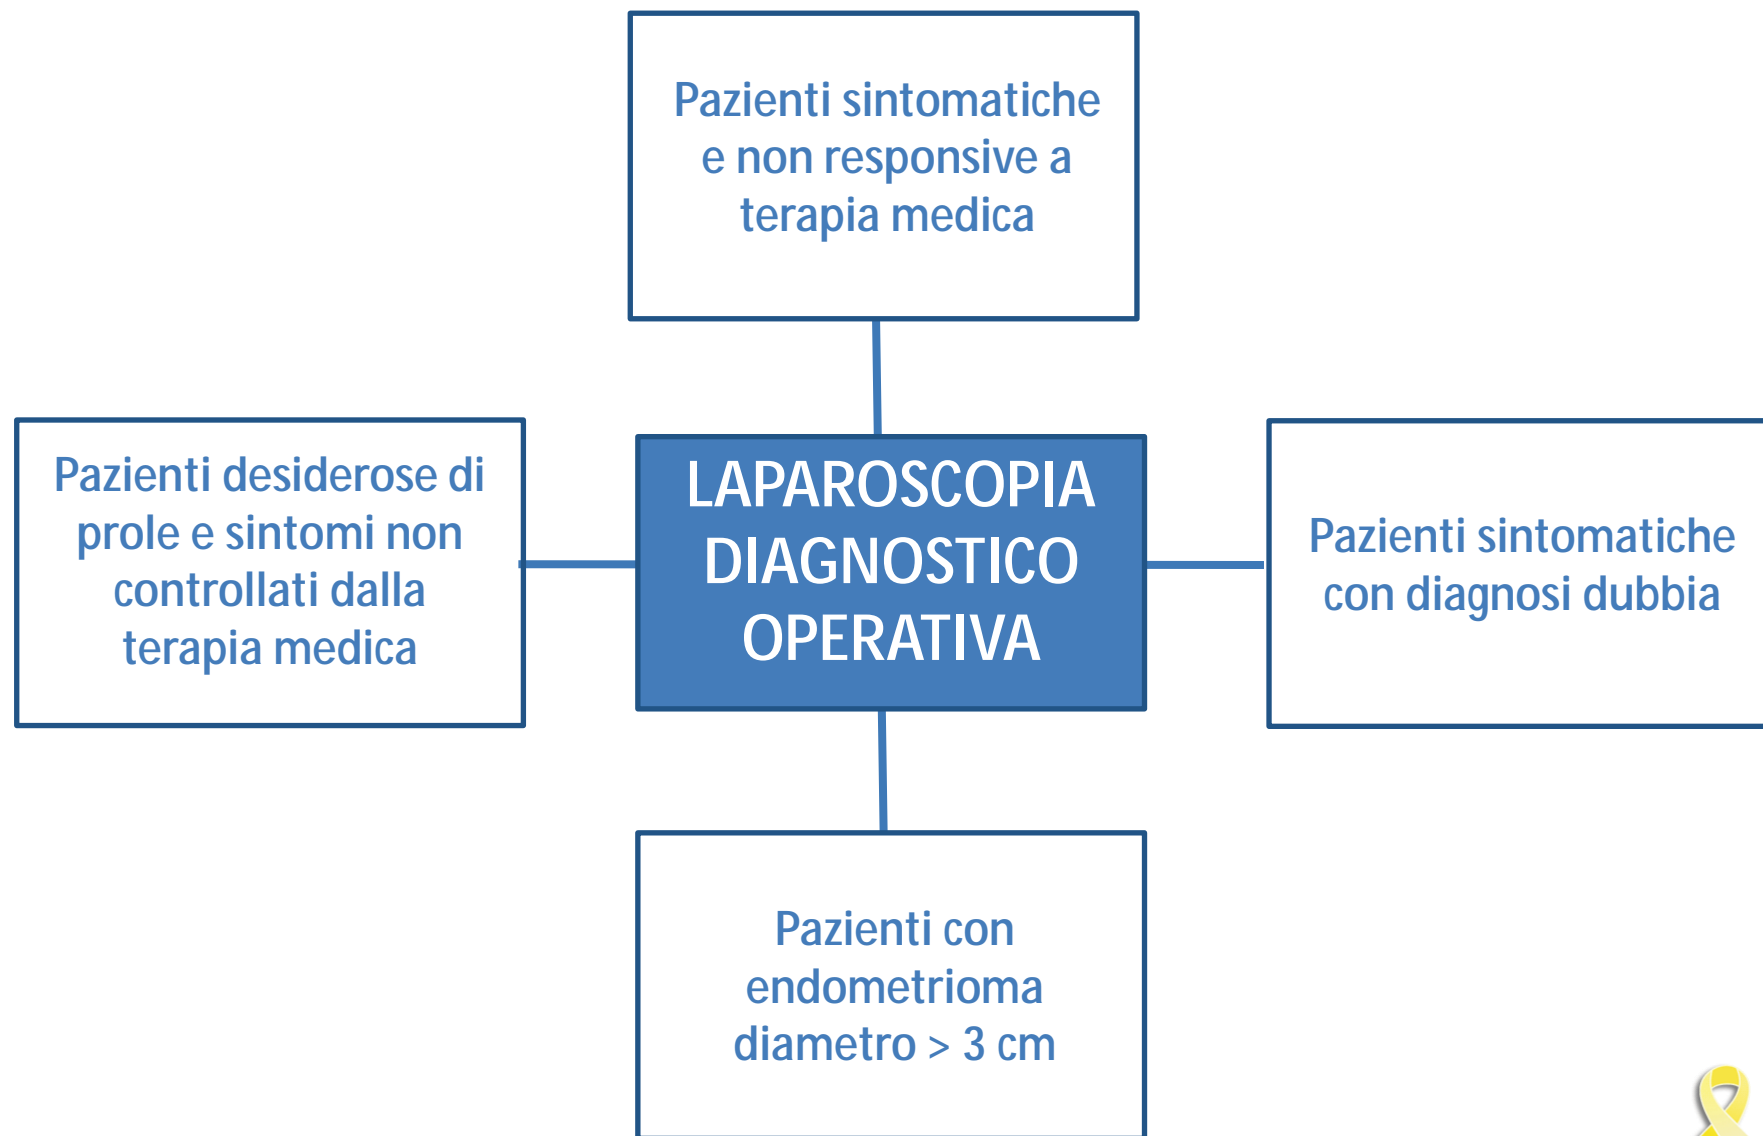 Pazienti sintomatiche
e non responsive a
terapia medica
Pazienti desiderose di
prole e sintomi non
controllati dalla
terapia medica
LAPAROSCOPIA
DIAGNOSTICO
OPERATIVA
Pazienti sintomatiche
con diagnosi dubbia
Pazienti con
endometrioma
diametro > 3 cm